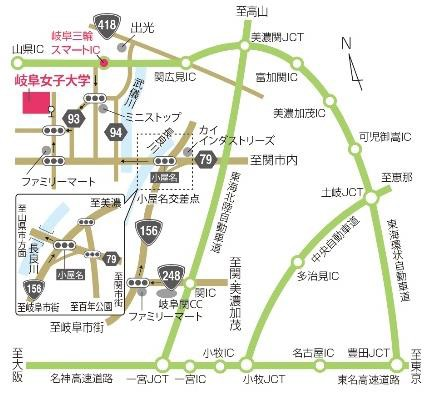 至高山
418
出光
岐阜三輪
スマートIC
山県IC
関広見IC
美濃関JCT
N
富加関IC
岐阜女子大学
武儀川
美濃加茂IC
ミニストップ
93
94
長良川
カイ
インダストリーズ
可児御嵩IC
79
至関市内
ファミリーマート
小屋名
小屋名交差点
至恵那
土岐JCT
至山県市方面
至美濃
長良川
小屋名
79
156
至岐阜市街
至百年公園
至関市街
156
東海北陸自動車道
中央自動車道
東海環状自動車道
248
岐阜関CC
ファミリーマート
関IC
至関・美濃加茂
多治見IC
至岐阜市街
至大阪
名神高速道路
一宮JCT
一宮IC
小牧IC
小牧JCT
名古屋IC
豊田JCT
東名高速道路
至東京